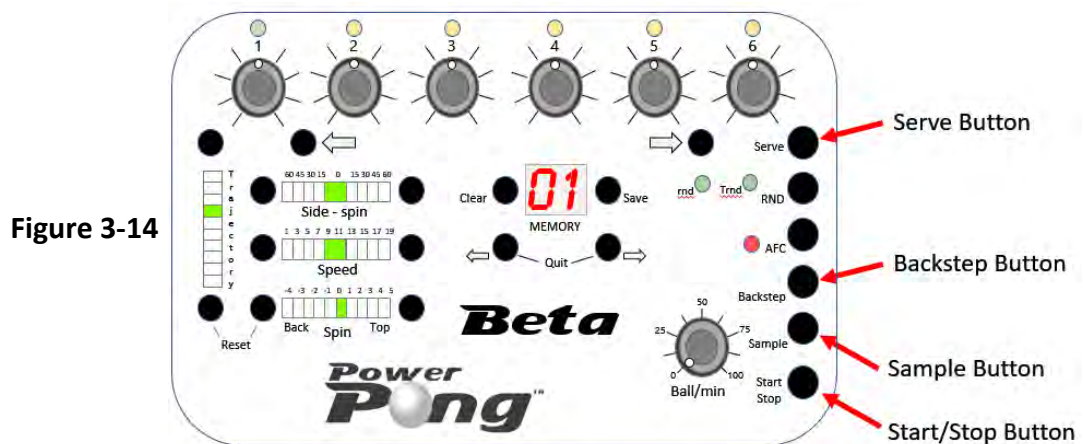 Figure 3-14
1 2 3 4 5 6
Serve
Serve Button
60 45 30 15 0 15 30 45 60
Side - spin
Trajectory
Clear
01
Save
MEMORY
rnd
Trnd
RND
1 3 5 7 9 11 13 15 17 19
Speed
Quit
AFC
Backstep
Backstep Button
-4 -3 -2 -1 0 1 2 3 4 5
Back
Spin
Top
Reset
Beta
0
25
50
75
100
Ball/min
Sample
Sample Button
Start
Stop
Start/Stop Button
Power
Pong™